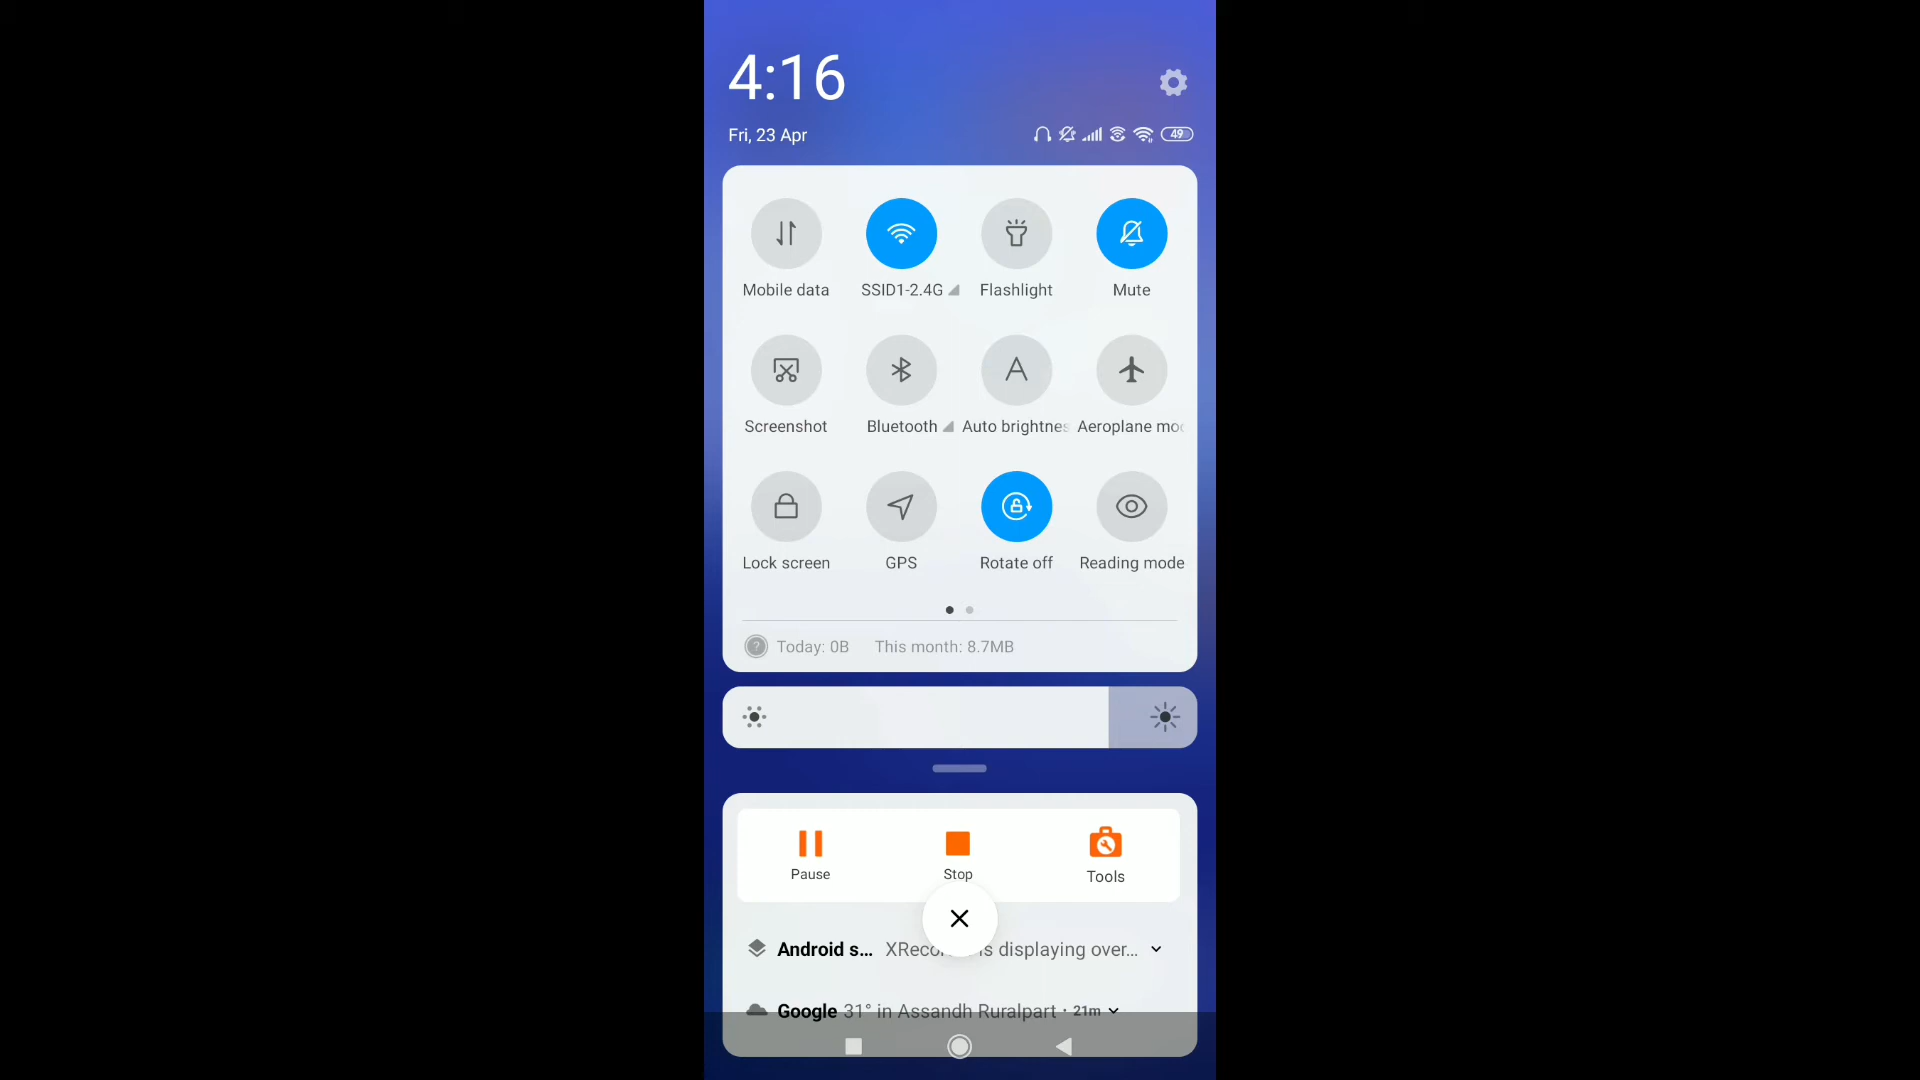 4:16
Fri, 23 Apr
49
Mobile data
SSID1-2.4G
Flashlight
Mute
Screenshot
Bluetooth
Auto brightnes
Aeroplane mo
Lock screen
GPS
Rotate off
Reading mode
Today: 0B This month: 8.7MB
Pause
Stop
Tools
Android s... XReco is displaying over...
Google 31° in Assandh Ruralpart · 21m